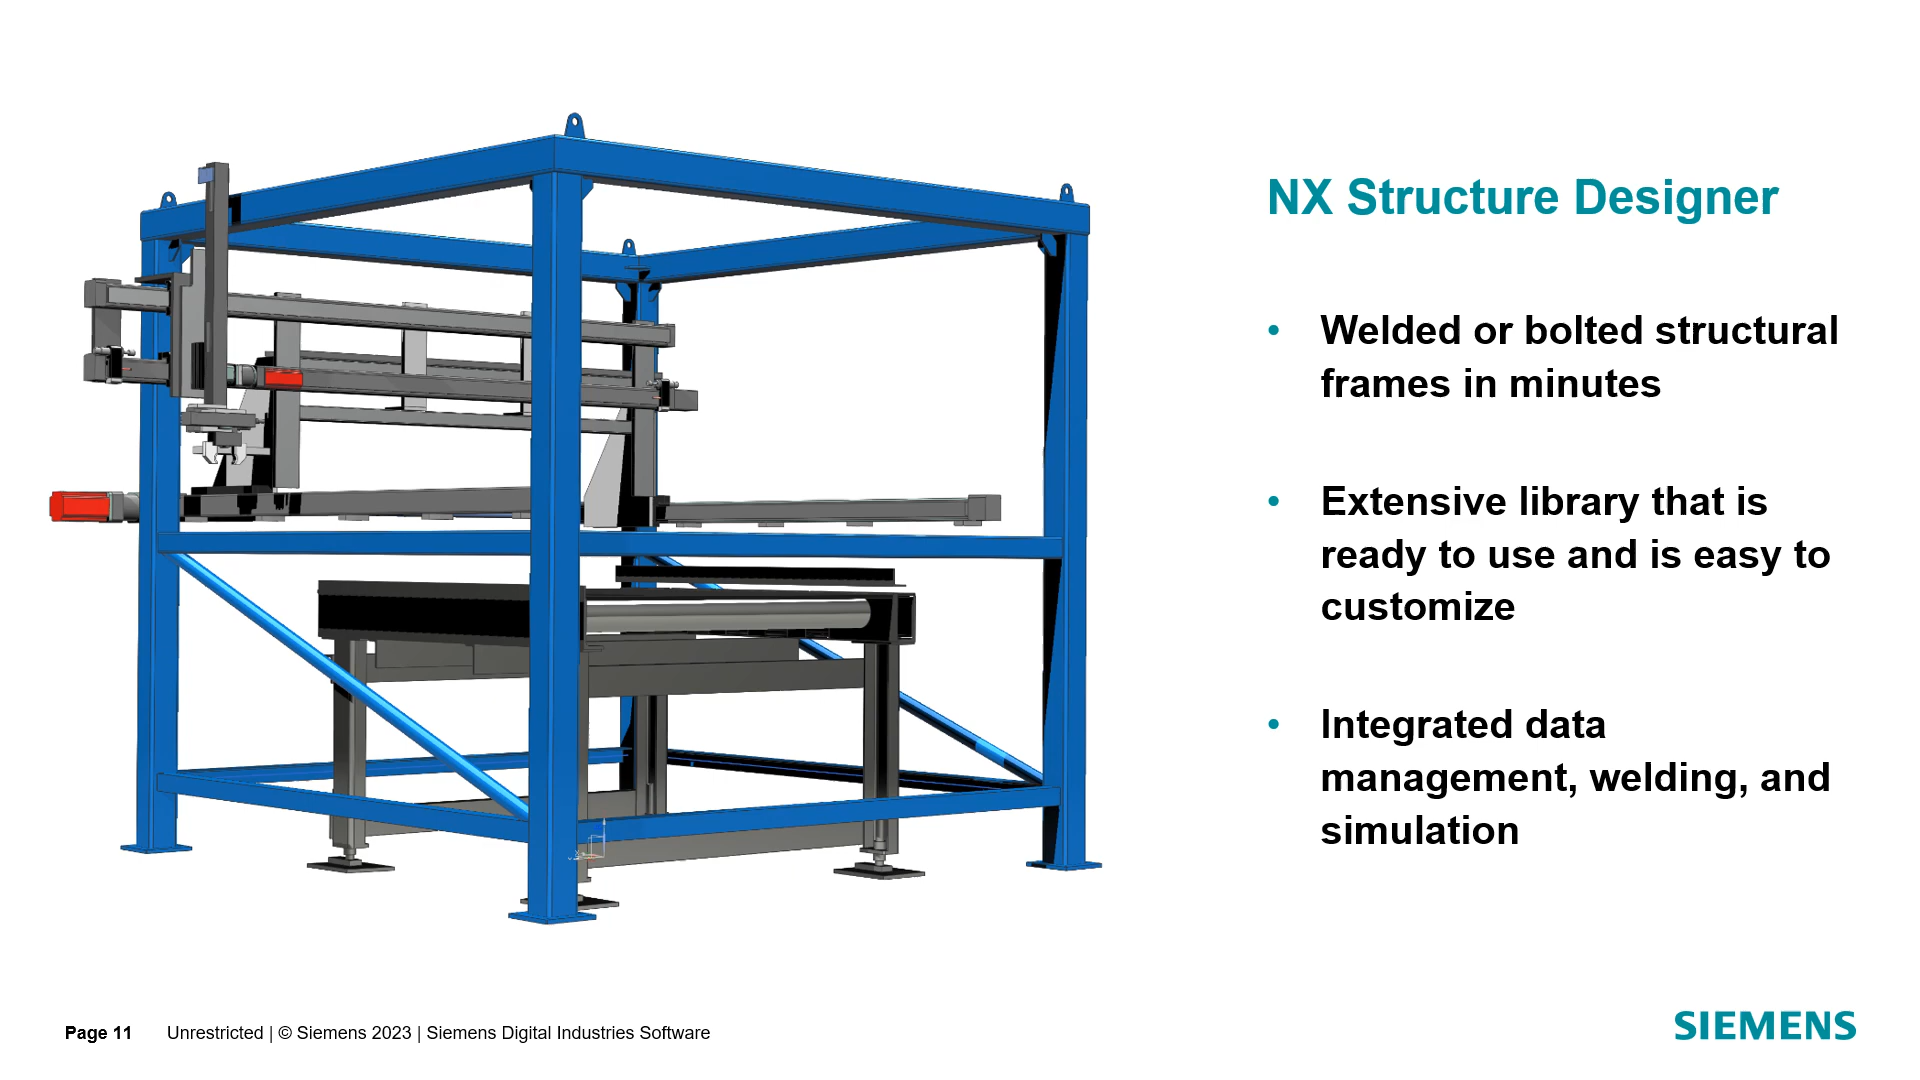 NX Structure Designer
• Welded or bolted structural
frames in minutes
• Extensive library that is
ready to use and is easy to
customize
• Integrated data
management, welding, and
simulation
Page 11 Unrestricted | © Siemens 2023 | Siemens Digital Industries Software
SIEMENS